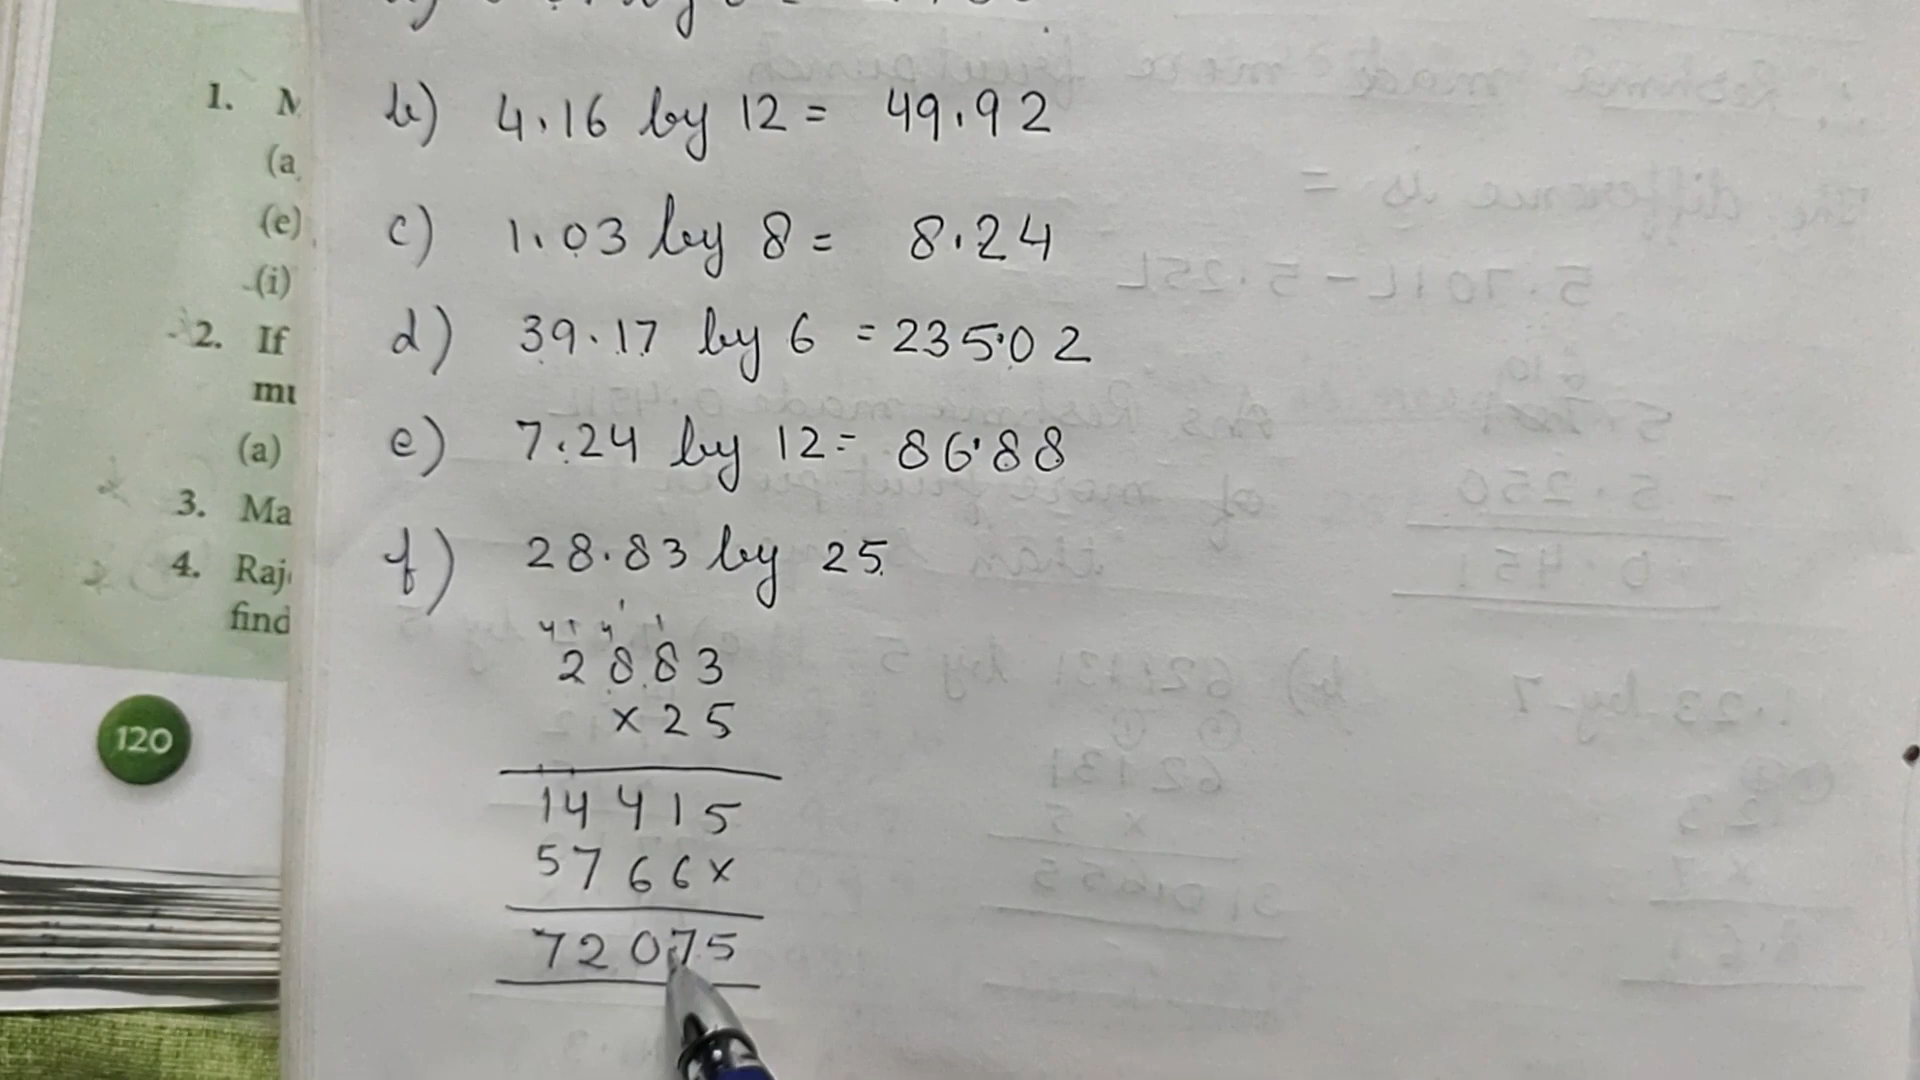 1. M
(a
(e)
(i)
2. If
mu
(a)
3. Ma
4. Raj
find
120
b) 4.16 by 12 = 49.92
c) 1.03 by 8 = 8.24
d) 39.17 by 6 = 235.02
e) 7.24 by 12 = 86.88
f) 28.83 by 25
2883
×25
14415
5766×
72075